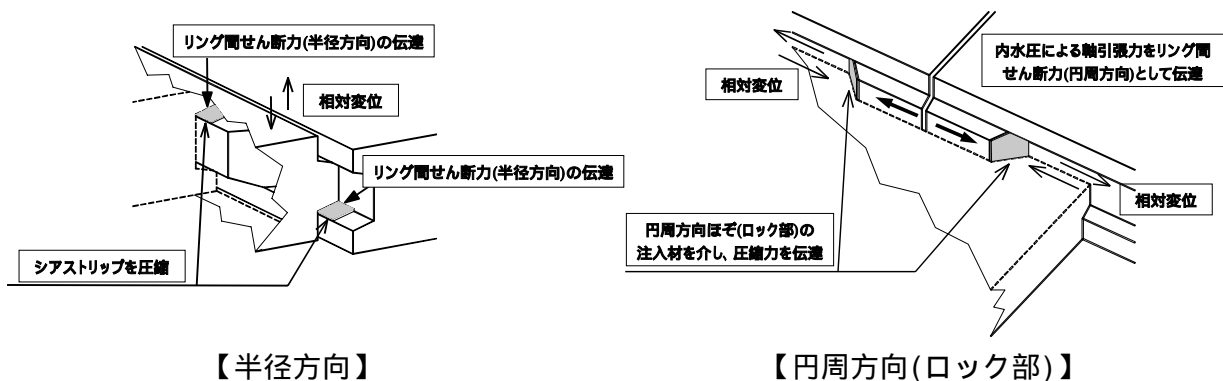 リング間せん断力(半径方向)の伝達
相対変位
リング間せん断力(半径方向)の伝達
シアストリップを圧縮
【半径方向】
内水圧による軸引張力をリング間
せん断力(円周方向)として伝達
相対変位
相対変位
円周方向ほぞ(ロック部)の
注入材を介し、圧縮力を伝達
【円周方向(ロック部)】